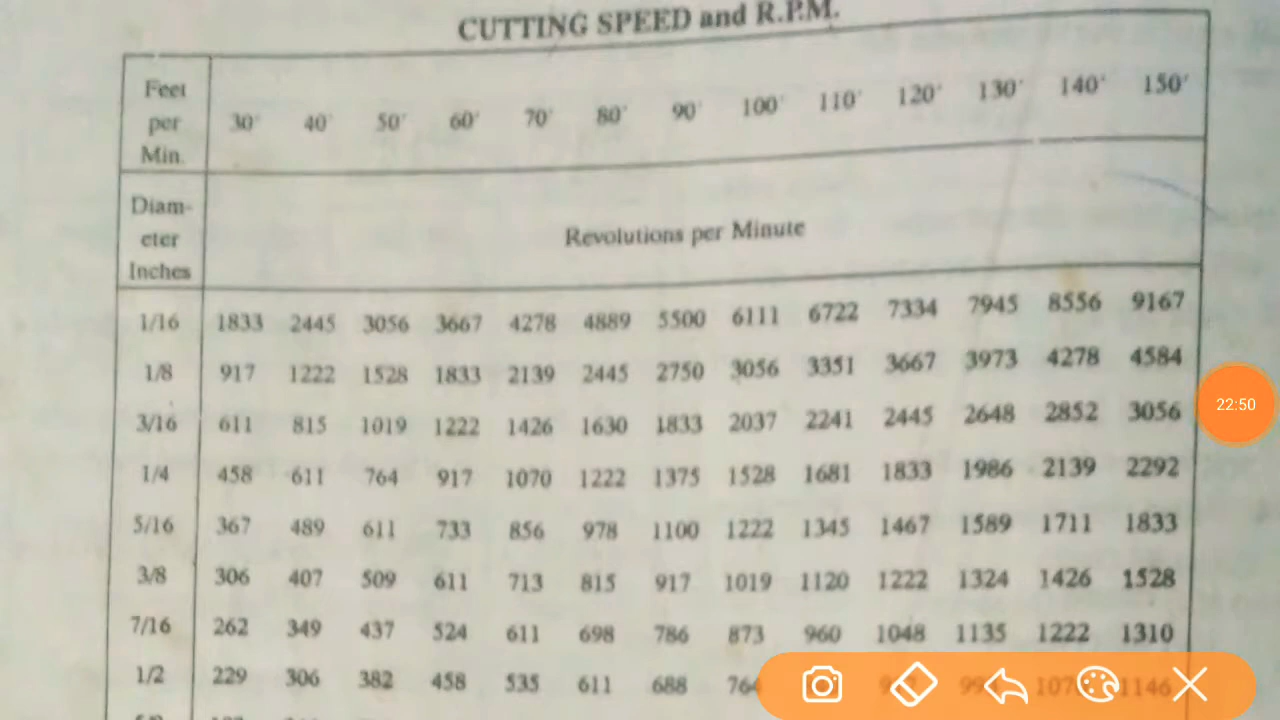 CUTTING SPEED and R.P.M.
Feet per Min. 30' 40' 50' 60' 70' 80' 90' 100' 110' 120' 130' 140' 150'
Diam-
eter
Inches
Revolutions per Minute
1/16 1833 2445 3056 3667 4278 4889 5500 6111 6722 7334 7945 8556 9167
1/8 917 1222 1528 1833 2139 2445 2750 3056 3351 3667 3973 4278 4584
3/16 611 815 1019 1222 1426 1630 1833 2037 2241 2445 2648 2852 3056
1/4 458 611 764 917 1070 1222 1375 1528 1681 1833 1986 2139 2292
5/16 367 489 611 733 856 978 1100 1222 1345 1467 1589 1711 1833
3/8 306 407 509 611 713 815 917 1019 1120 1222 1324 1426 1528
7/16 262 349 437 524 611 698 786 873 960 1048 1135 1222 1310
1/2 229 306 382 458 535 611 688 764 1146
22:50